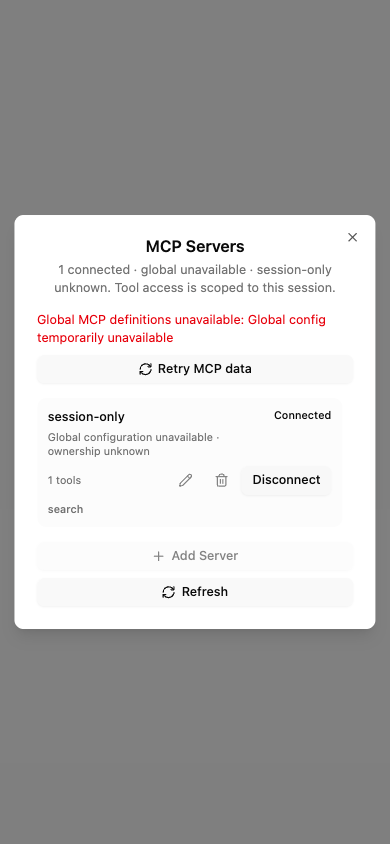 MCP Servers
1 connected · global unavailable · session-only
unknown. Tool access is scoped to this session.
Global MCP definitions unavailable: Global config
temporarily unavailable
Retry MCP data
session-only
Connected
Global configuration unavailable ·
ownership unknown
1 tools
Disconnect
search
Add Server
Refresh